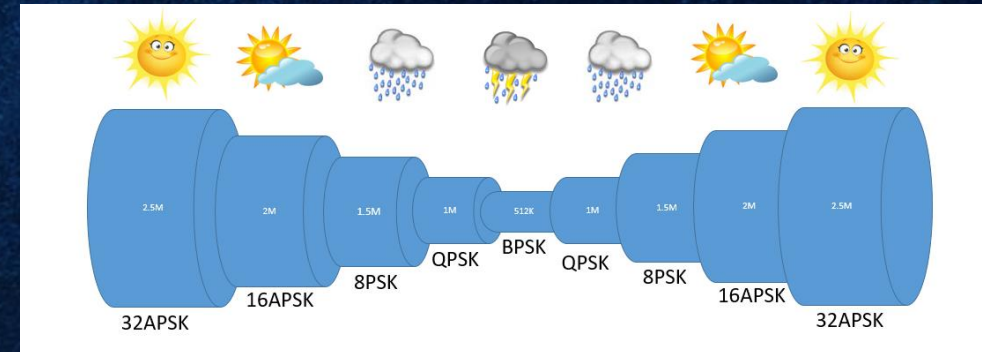 2.5M
2M
1.5M
1M
512K
1M
1.5M
2M
2.5M
32APSK
16APSK
8PSK
QPSK
BPSK
QPSK
8PSK
16APSK
32APSK